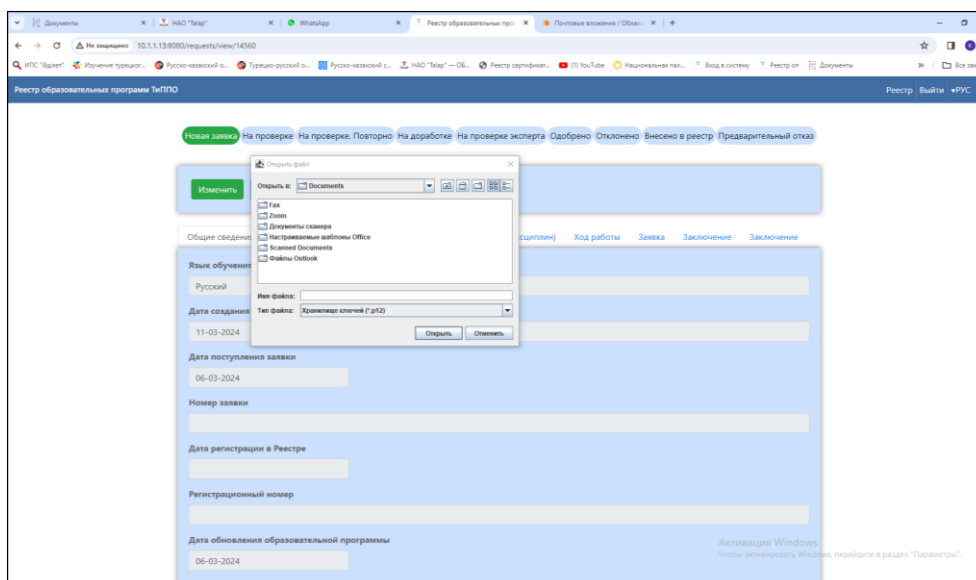 Документы
НАО "Talap"
WhatsApp
Реестр образовательных прог
Почтовые вложения / Облако
Не защищено 10.1.1.13:8080/requests/view/14560
ИПС "Әділет" Изучение турецког... Русско-казахский о... Турецко-русский о... Русско-казахский с... НАО "Talap" — Об... Реестр сертификат... (1) YouTube Национальная пал... Вход в систему Реестр оп Документы » Все зак
Реестр образовательных программ ТиППО Реестр Выйти РУС
Новая заявка На проверке На проверке. Повторно На доработке На проверке эксперта Одобрено Отклонено Внесено в реестр Предварительный отказ
Изменить
Открыть файл
Открыть в: Documents
Fax
Zoom
Документы сканера
Настраиваемые шаблоны Office
Scanned Documents
Файлы Outlook
Имя файла:
Тип файла: Хранилище ключей (*.p12)
Открыть Отменить
Общие сведени сциплин) Ход работы Заявка Заключение Заключение
Язык обучени
Русский
Дата создания
11-03-2024
Дата поступления заявки
06-03-2024
Номер заявки
Дата регистрации в Реестре
Регистрационный номер
Дата обновления образовательной программы
06-03-2024
Активация Windows
Чтобы активировать Windows, перейдите в раздел "Параметры".